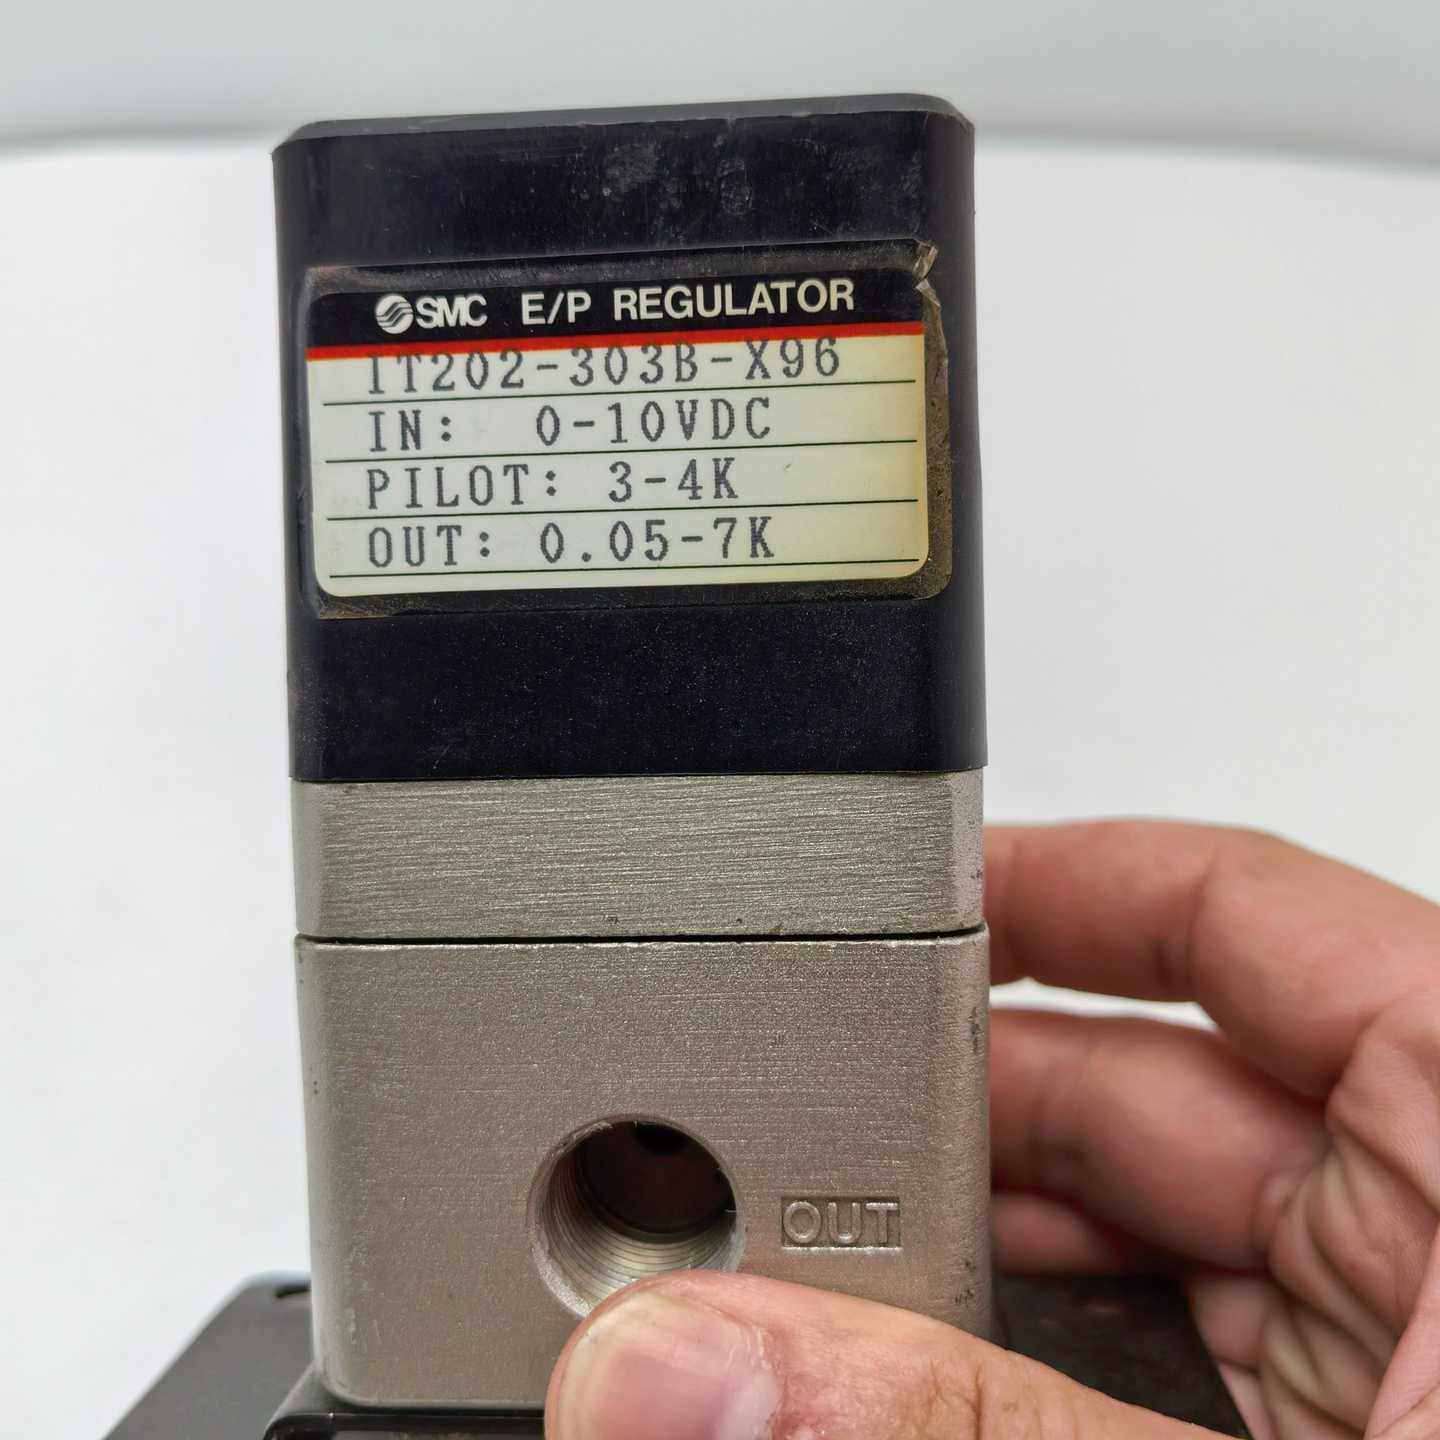 SMC E/P REGULATOR
IT202-303B-X96
IN: 0-10VDC
PILOT: 3-4K
OUT: 0.05-7K
OUT